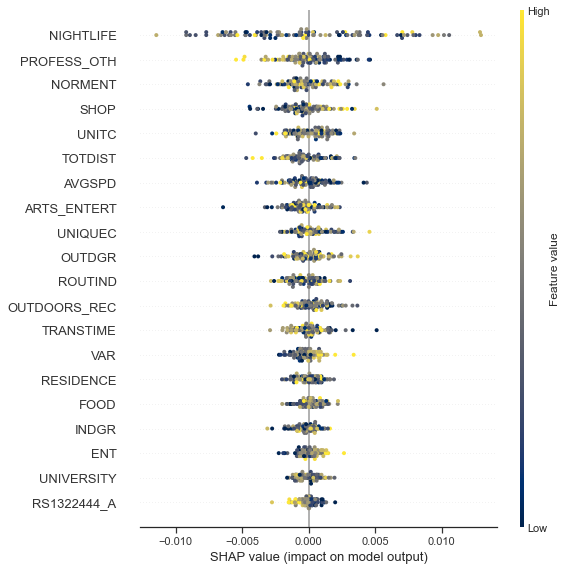 High
NIGHTLIFE
PROFESS_OTH
NORMENT
SHOP
UNITC
TOTDIST
AVGSPD
ARTS_ENTERT
UNIQUEC
OUTDGR
ROUTIND
OUTDOORS_REC
TRANSTIME
VAR
RESIDENCE
FOOD
INDGR
ENT
UNIVERSITY
RS1322444_A
Feature value
Low
−0.010 −0.005 0.000 0.005 0.010
SHAP value (impact on model output)